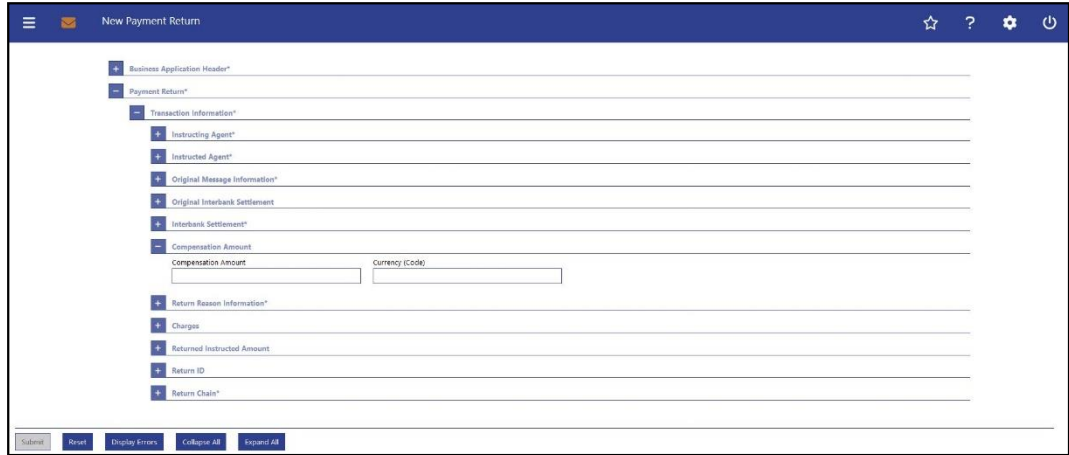 New Payment Return
?
+ Business Application Header*
− Payment Return*
− Transaction Information*
+ Instructing Agent*
+ Instructed Agent*
+ Original Message Information*
+ Original Interbank Settlement
+ Interbank Settlement*
− Compensation Amount
Compensation Amount Currency (Code)
+ Return Reason Information*
+ Charges
+ Returned Instructed Amount
+ Return ID
+ Return Chain*
Submit Reset Display Errors Collapse All Expand All